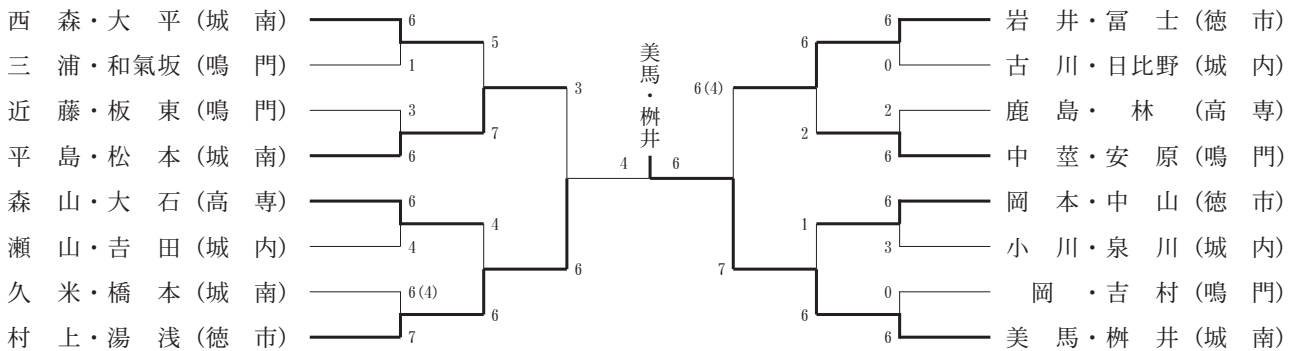 西　森・大　平（城　南）
三　浦・和氣坂（鳴　門）
近　藤・板　東（鳴　門）
平　島・松　本（城　南）
森　山・大　石（高　専）
瀬　山・𠮷　田（城　内）
久　米・橋　本（城　南）
村　上・湯　浅（徳　市）
6
1
3
6
6
4
6(4)
7
5
7
4
6
3
6
4
美馬・桝井
6
6(4)
7
6
2
1
6
6
0
2
6
6
3
0
6
岩　井・冨　士（徳　市）
古　川・日比野（城　内）
鹿　島・　林　（高　専）
中　莖・安　原（鳴　門）
岡　本・中　山（徳　市）
小　川・泉　川（城　内）
岡　・吉　村（鳴　門）
美　馬・桝　井（城　南）